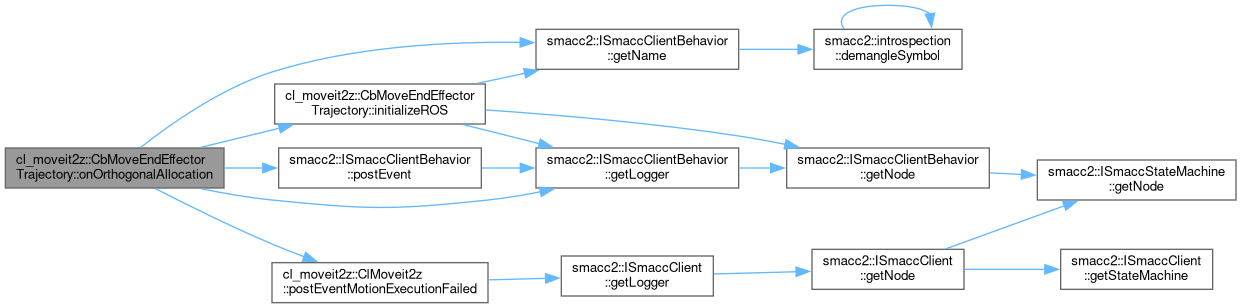 cl_moveit2z::CbMoveEndEffector
Trajectory::onOrthogonalAllocation
cl_moveit2z::CbMoveEndEffector
Trajectory::initializeROS
smacc2::ISmaccClientBehavior
::postEvent
cl_moveit2z::ClMoveit2z
::postEventMotionExecutionFailed
smacc2::ISmaccClientBehavior
::getName
smacc2::ISmaccClientBehavior
::getLogger
smacc2::ISmaccClient
::getLogger
smacc2::introspection
::demangleSymbol
smacc2::ISmaccClientBehavior
::getNode
smacc2::ISmaccClient
::getNode
smacc2::ISmaccStateMachine
::getNode
smacc2::ISmaccClient
::getStateMachine